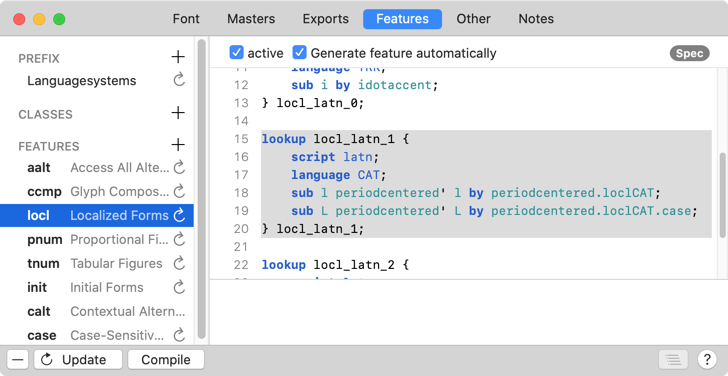 Font Masters Exports Features Other Notes
PREFIX +
Languagesystems
CLASSES +
FEATURES +
aalt Access All Alte...
ccmp Glyph Compos...
locl Localized Forms
pnum Proportional Fi...
tnum Tabular Figures
init Initial Forms
calt Contextual Altern...
case Case-Sensitiv...
active Generate feature automatically Spec
11 language TRK;
12 sub i by idotaccent;
13 } locl_latn_0;
14
15 lookup locl_latn_1 {
16 script latn;
17 language CAT;
18 sub l periodcentered' l by periodcentered.loclCAT;
19 sub L periodcentered' L by periodcentered.loclCAT.case;
20 } locl_latn_1;
21
22 lookup locl_latn_2 {
Update Compile ?